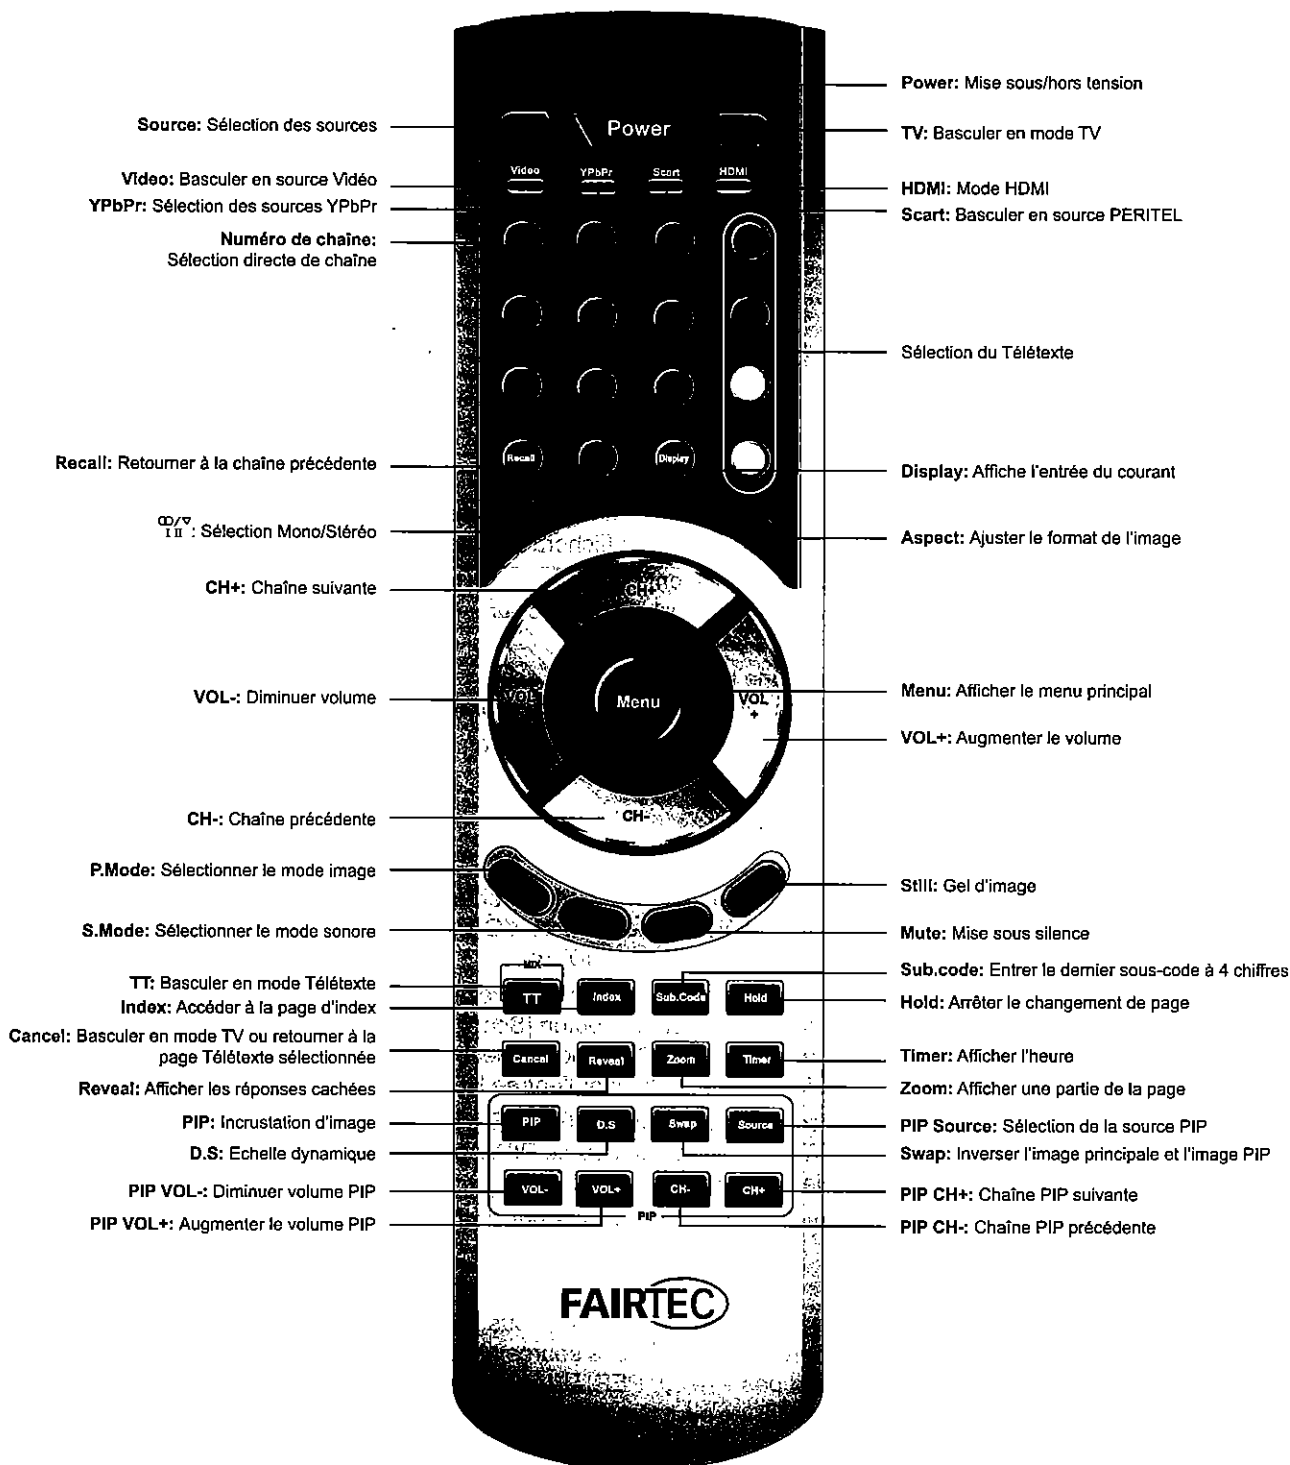 Power: Mise sous/hors tension
Source: Sélection des sources
Power
TV: Basculer en mode TV
Video: Basculer en source Vidéo
Video
YPbPr
Scart
HDMI
HDMI: Mode HDMI
YPbPr: Sélection des sources YPbPr
Scart: Basculer en source PERITEL
Numéro de chaîne:
Sélection directe de chaîne
Sélection du Télétexte
Recall: Retourner à la chaîne précédente
Recall
Display
Display: Affiche l'entrée du courant
I II : Sélection Mono/Stéréo
Aspect: Ajuster le format de l'image
CH+: Chaîne suivante
CH+
VOL-: Diminuer volume
VOL
Menu
VOL
+
Menu: Afficher le menu principal
VOL+: Augmenter le volume
CH-: Chaîne précédente
CH-
P.Mode: Sélectionner le mode image
Still: Gel d'image
S.Mode: Sélectionner le mode sonore
Mute: Mise sous silence
MIX
TT: Basculer en mode Télétexte
Sub.code: Entrer le dernier sous-code à 4 chiffres
TT
Index
Sub.Code
Hold
Index: Accéder à la page d'index
Hold: Arrêter le changement de page
Cancel: Basculer en mode TV ou retourner à la
page Télétexte sélectionnée
Cancel
Reveal
Zoom
Timer
Timer: Afficher l'heure
Reveal: Afficher les réponses cachées
Zoom: Afficher une partie de la page
PIP: Incrustation d'image
PIP
D.S
Swap
Source
PIP Source: Sélection de la source PIP
D.S: Echelle dynamique
Swap: Inverser l'image principale et l'image PIP
PIP VOL-: Diminuer volume PIP
VOL-
VOL+
CH-
CH+
PIP CH+: Chaîne PIP suivante
PIP VOL+: Augmenter le volume PIP
PIP
PIP CH-: Chaîne PIP précédente
FAIRTEC